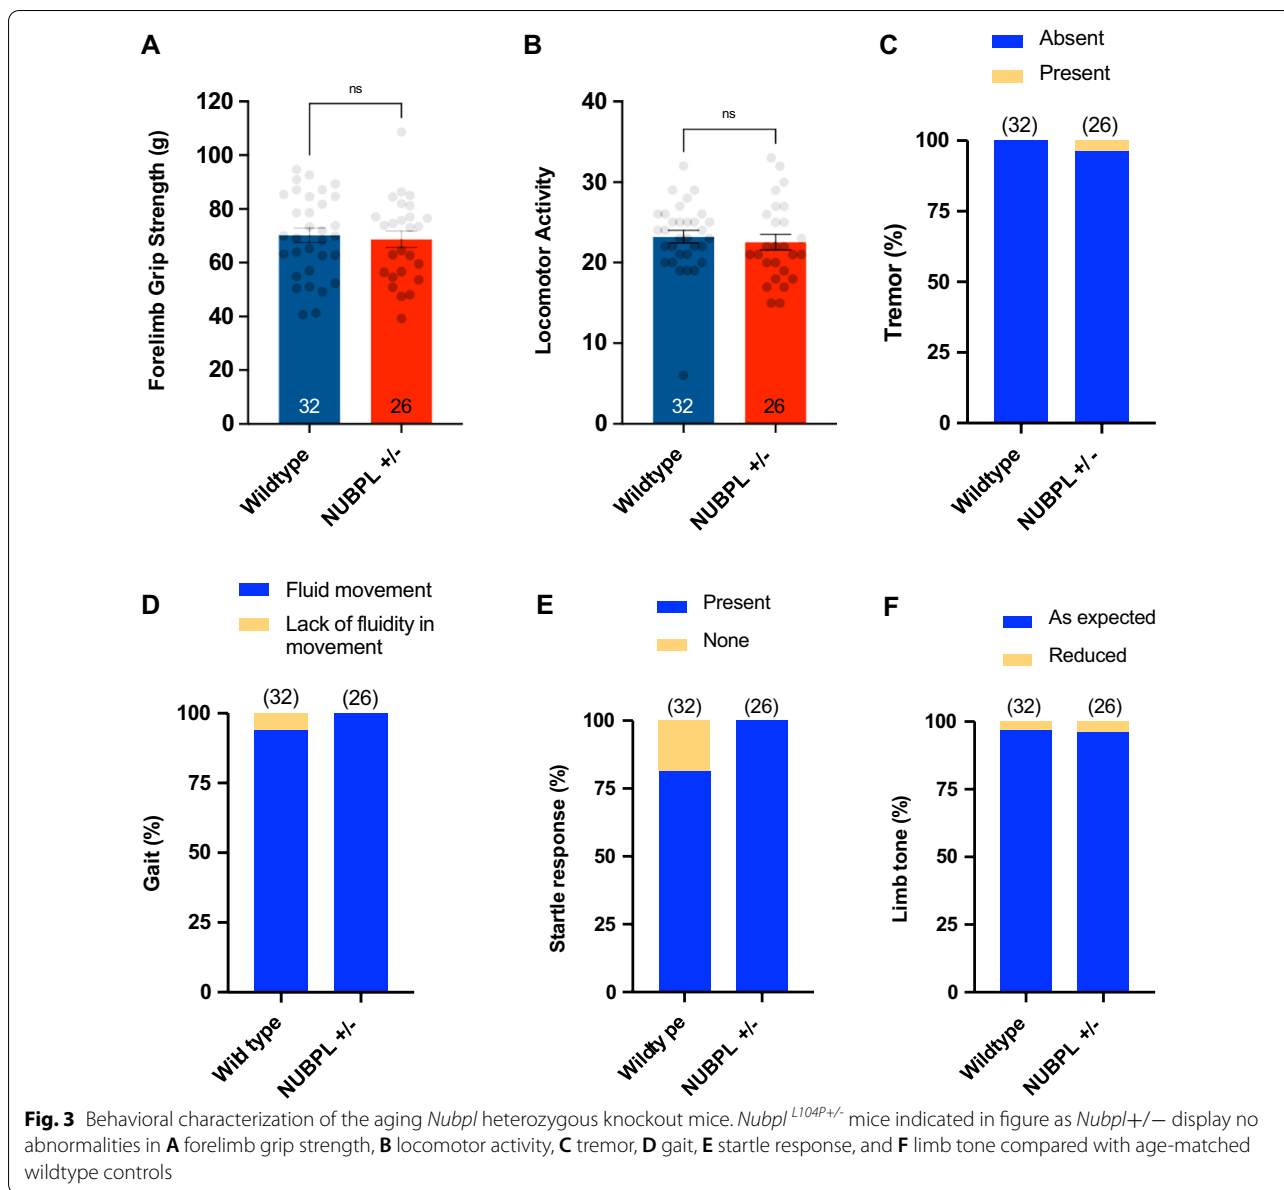 A
Forelimb Grip Strength (g)
120
100
80
60
40
20
0
ns
32
26
Wildtype
NUBPL +/-
B
Locomotor Activity
40
30
20
10
0
ns
32
26
Wildtype
NUBPL +/-
C
Absent
Present
Tremor (%)
100
75
50
25
0
(32)
(26)
Wildtype
NUBPL +/-
D
Fluid movement
Lack of fluidity in
movement
Gait (%)
100
75
50
25
0
(32)
(26)
Wild type
NUBPL +/-
E
Present
None
Startle response (%)
100
75
50
25
0
(32)
(26)
Wildty pe
NUBPL +/-
F
As expected
Reduced
Limb tone (%)
100
75
50
25
0
(32)
(26)
Wildtype
NUBPL +/-
Fig. 3 Behavioral characterization of the aging Nubpl heterozygous knockout mice. Nubpl L104P+/- mice indicated in figure as Nubpl+/− display no
abnormalities in A forelimb grip strength, B locomotor activity, C tremor, D gait, E startle response, and F limb tone compared with age-matched
wildtype controls